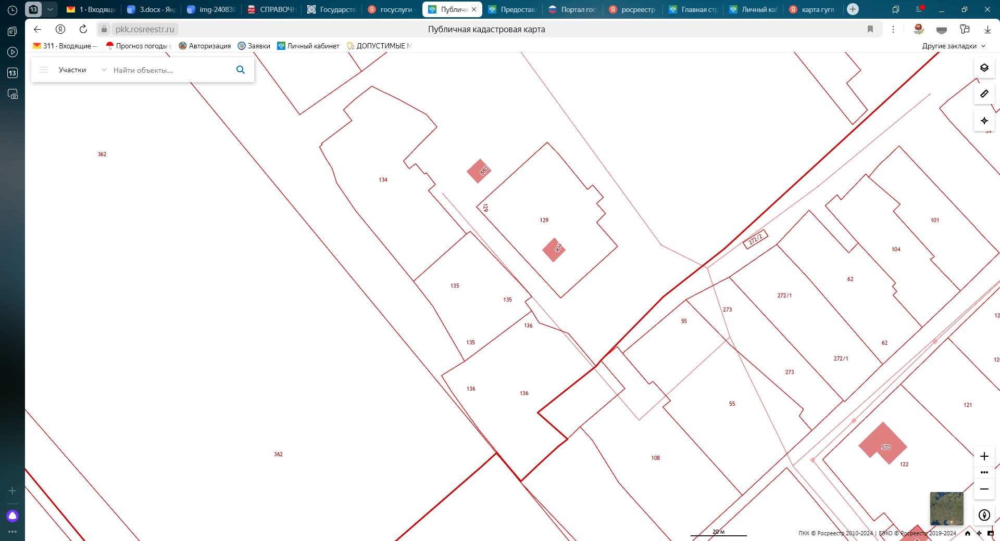 13
1 · Входящи
3.docx - Янд
img-240830
СПРАВОЧН
Государств
госуслуги –
Публичн
Предостав
Портал гос
росреестр
Главная стр
Личный каб
карта гугл –
pkk.rosreestr.ru
Публичная кадастровая карта
311 · Входящие —
Прогноз погоды в
Авторизация
Заявки
Личный кабинет
ДОПУСТИМЫЕ М
Другие закладки
13
Участки
Найти объекты...
362
134
880
129
129
904
135
135
135
136
136
136
362
272/2
101
104
62
272/1
273
55
62
272/1
273
55
108
121
570
122
20 м
ПКК © Росреестр 2010-2024 | ЕЭКО © Росреестр 2019-2024